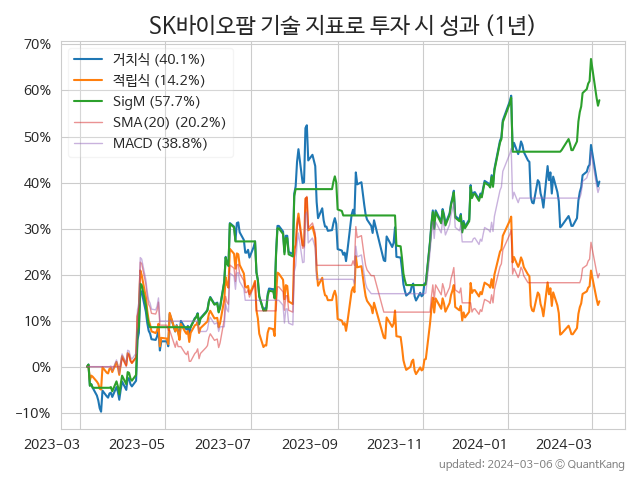 SK바이오팜 기술 지표로 투자 시 성과 (1년)
70%
60%
50%
40%
30%
20%
10%
0%
−10%
거치식 (40.1%)
적립식 (14.2%)
SigM (57.7%)
SMA(20) (20.2%)
MACD (38.8%)
2023−03
2023−05
2023−07
2023−09
2023−11
2024−01
2024−03
updated: 2024-03-06 © QuantKang